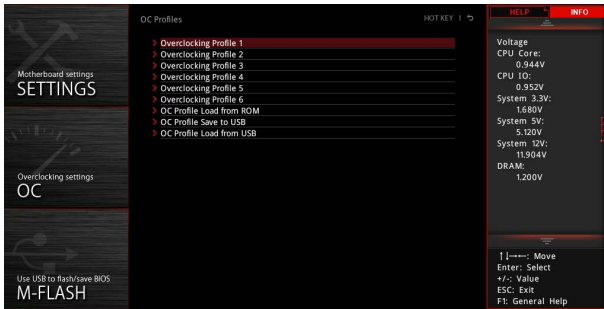 Motherboard settings
SETTINGS
Overclocking settings
OC
Use USB to flash/save BIOS
M-FLASH
OC Profiles
HOT KEY |
Overclocking Profile 1
Overclocking Profile 2
Overclocking Profile 3
Overclocking Profile 4
Overclocking Profile 5
Overclocking Profile 6
OC Profile Load from ROM
OC Profile Save to USB
OC Profile Load from USB
HELP
INFO
Voltage
CPU Core:
0.944V
CPU IO:
0.952V
System 3.3V:
1.680V
System 5V:
5.120V
System 12V:
11.904V
DRAM:
1.200V
↑↓→←: Move
Enter: Select
+/-: Value
ESC: Exit
F1: General Help